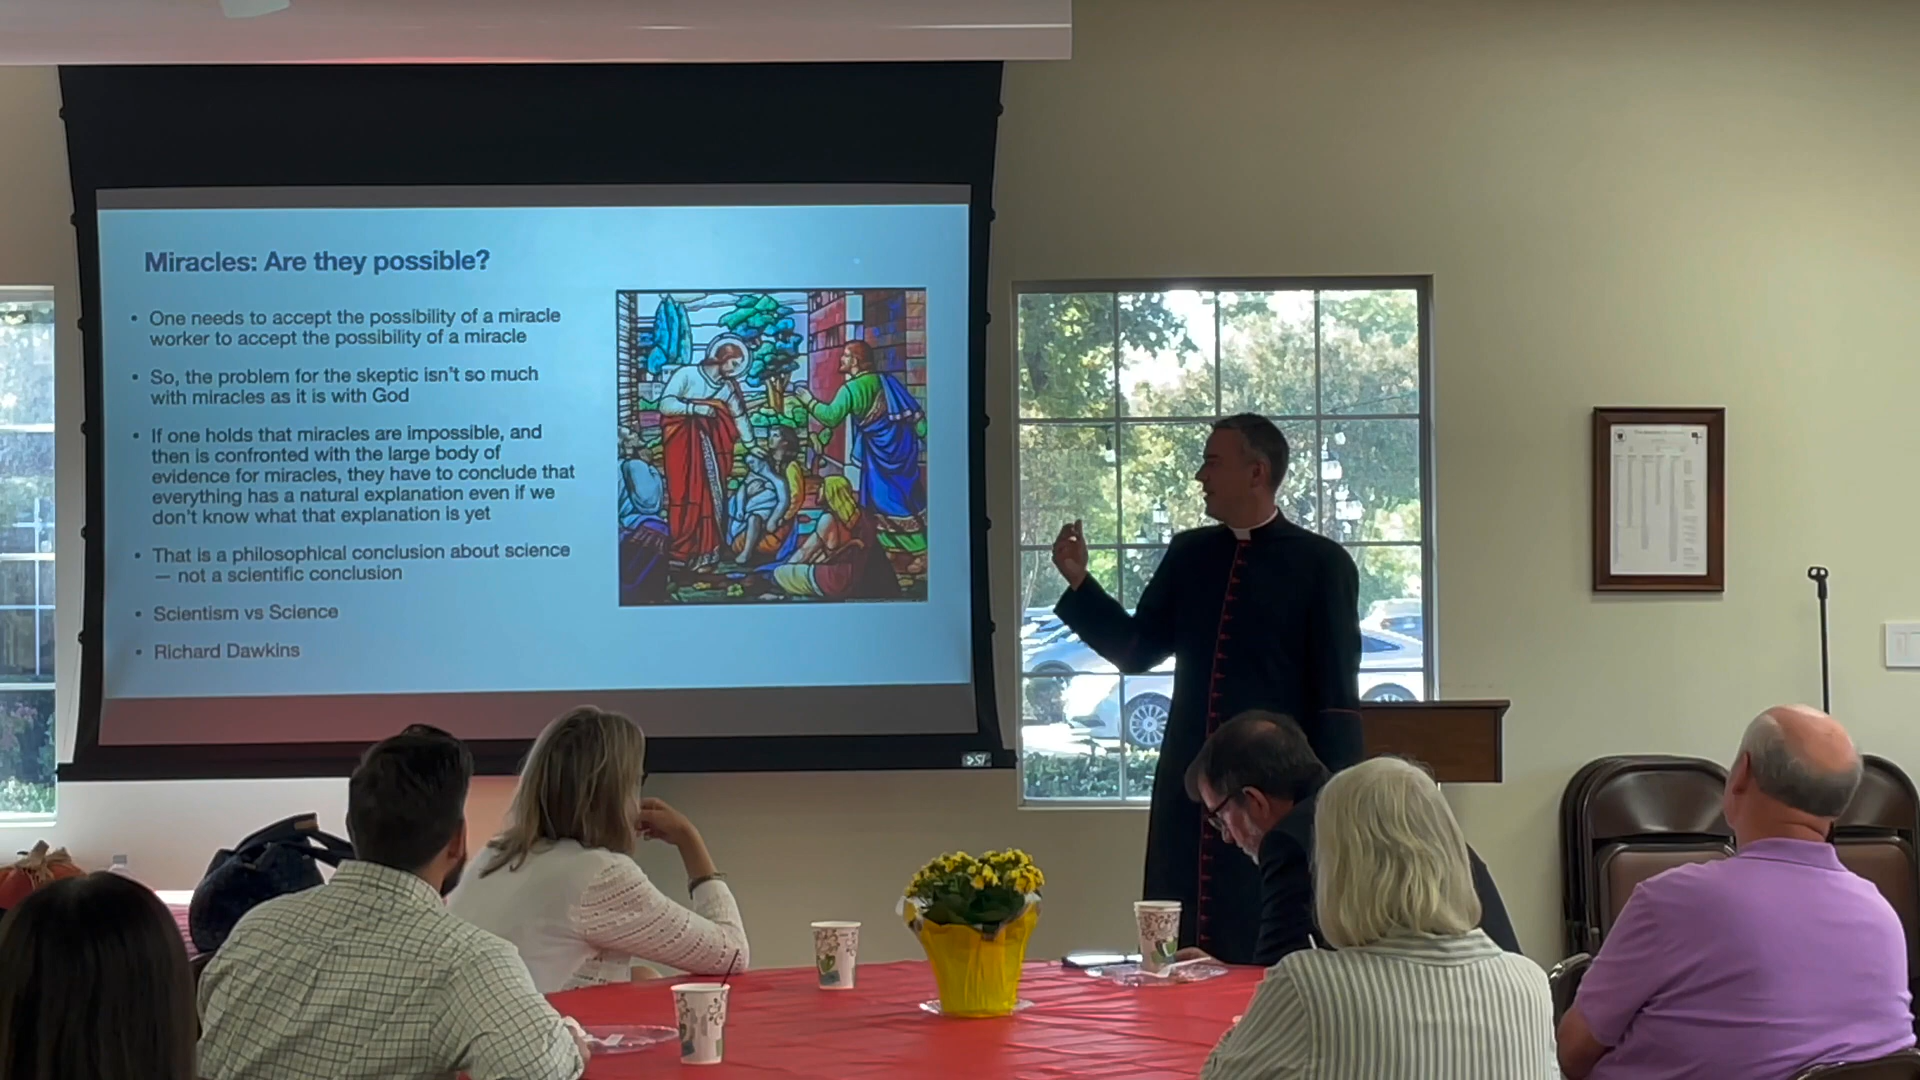 Miracles: Are they possible?
• One needs to accept the possibility of a miracle
worker to accept the possibility of a miracle
• So, the problem for the skeptic isn't so much
with miracles as it is with God
• If one holds that miracles are impossible, and
then is confronted with the large body of
evidence for miracles, they have to conclude that
everything has a natural explanation even if we
don't know what that explanation is yet
• That is a philosophical conclusion about science
— not a scientific conclusion
• Scientism vs Science
• Richard Dawkins